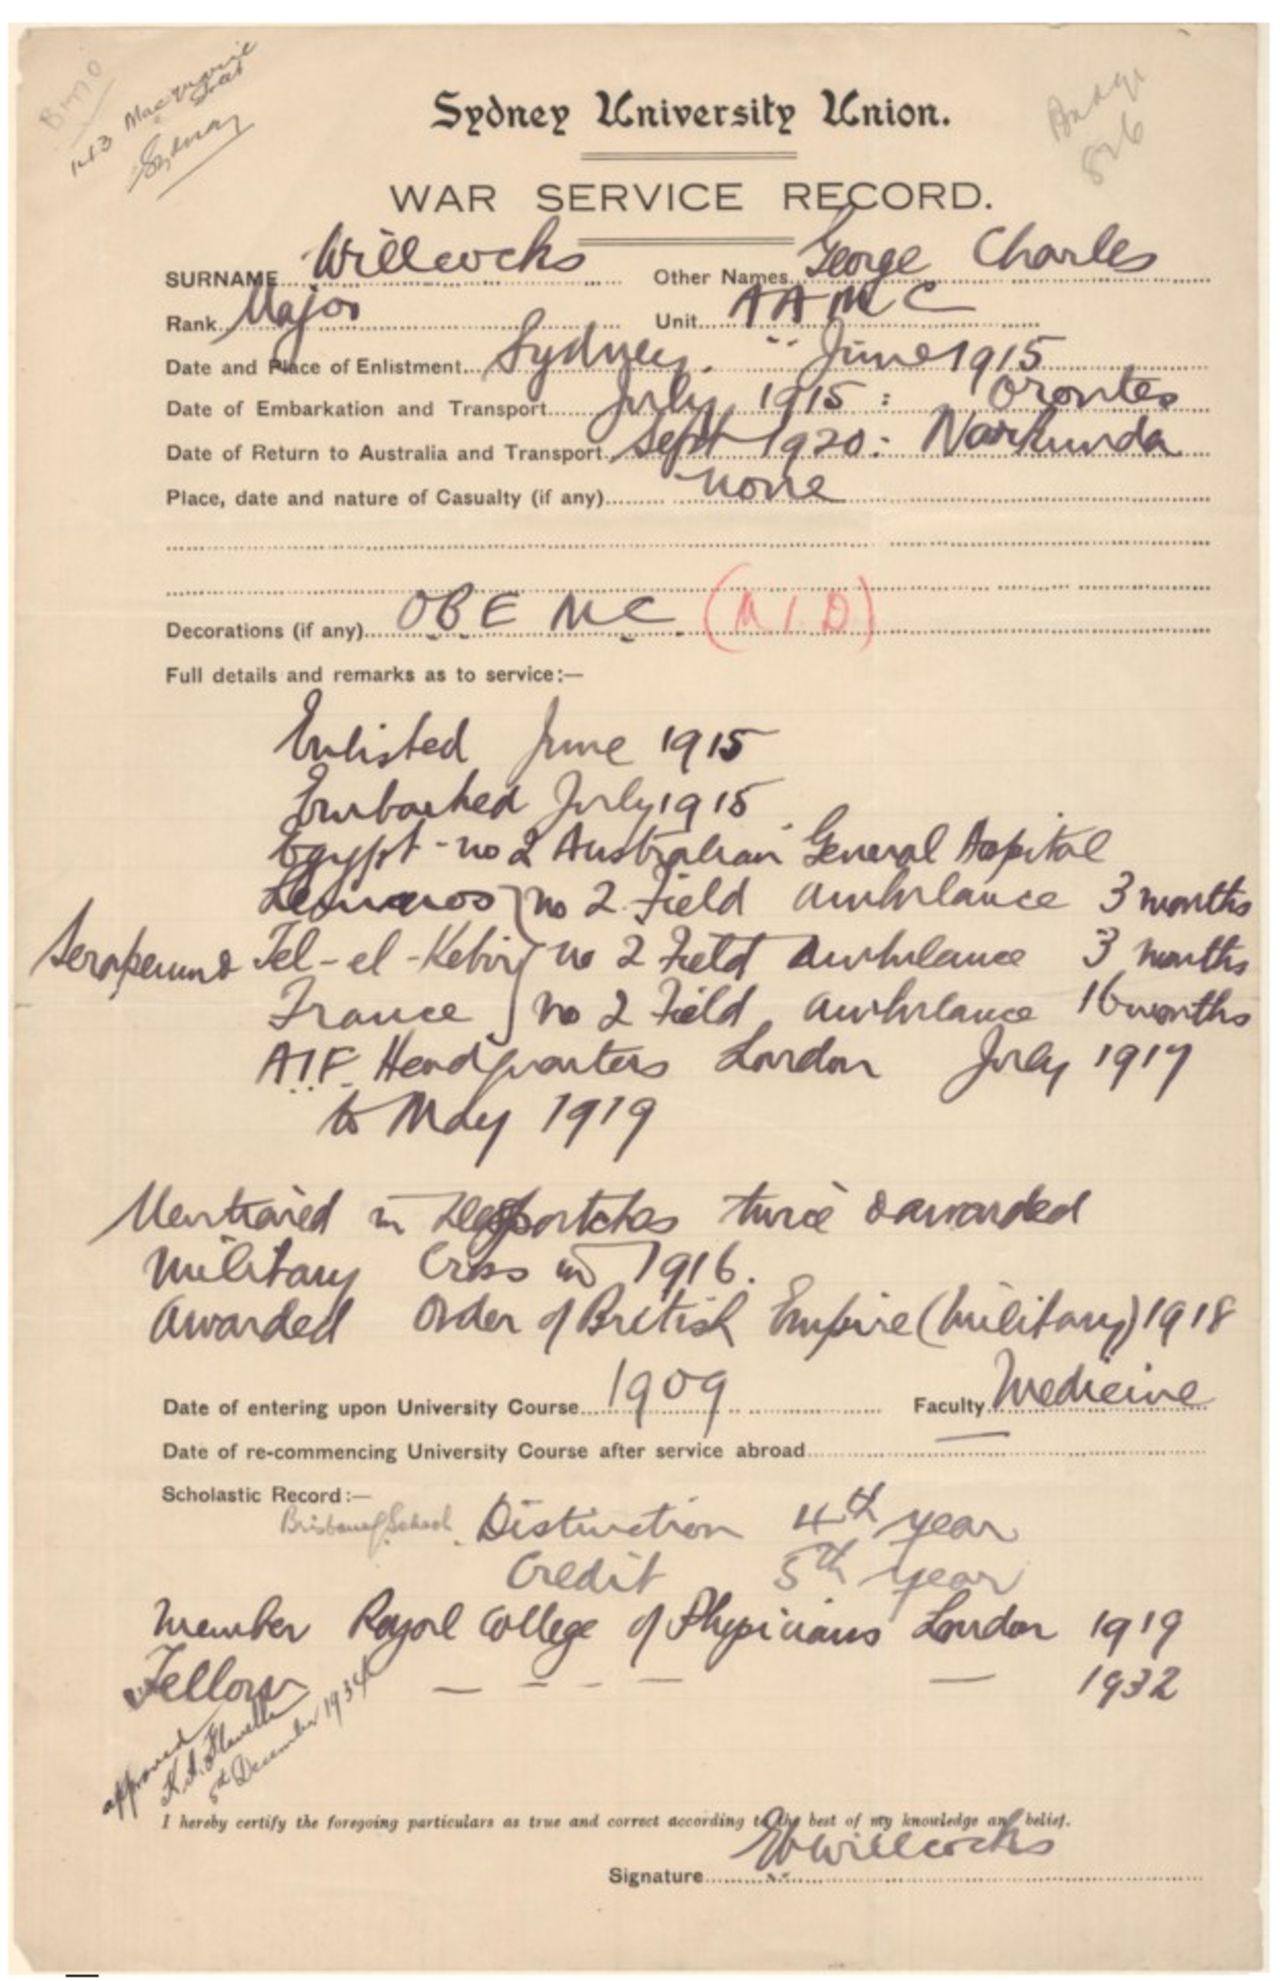 143 Macquarie
Street
Sydney
Badge
826
Sydney University Union.
WAR SERVICE RECORD.
SURNAME Willcocks Other Names George Charles
Rank Major Unit A A M C
Date and Place of Enlistment Sydney. June 1915
Date of Embarkation and Transport July 1915 : Orontes
Date of Return to Australia and Transport Sept 1920 : Narkunda
Place, date and nature of Casualty (if any) none
Decorations (if any) O.B.E M.C. (M.I.D)
Full details and remarks as to service:—
Enlisted June 1915
Embarked July 1915
Egypt - no 2 Australian General Hospital
Lemnos } no 2 Field Ambulance 3 months
Serapeum & Tel-el-Kebir } no 2 Field Ambulance 3 months
France } no 2 Field Ambulance 16 months
A.I.F. Headquarters London July 1917
to May 1919
Mentioned in Despatches twice & awarded
Military Cross in 1916.
Awarded Order of British Empire (Military) 1918
Date of entering upon University Course 1909 Faculty Medicine
Date of re-commencing University Course after service abroad
Scholastic Record:—
Brisbane G. School. Distinction 4th year
Credit 5th year
Member Royal College of Physicians London 1919
Fellow — — — — — 1932
approved
5th December 1934
I hereby certify the foregoing particulars as true and correct according to the best of my knowledge and belief.
Signature GWillcocks